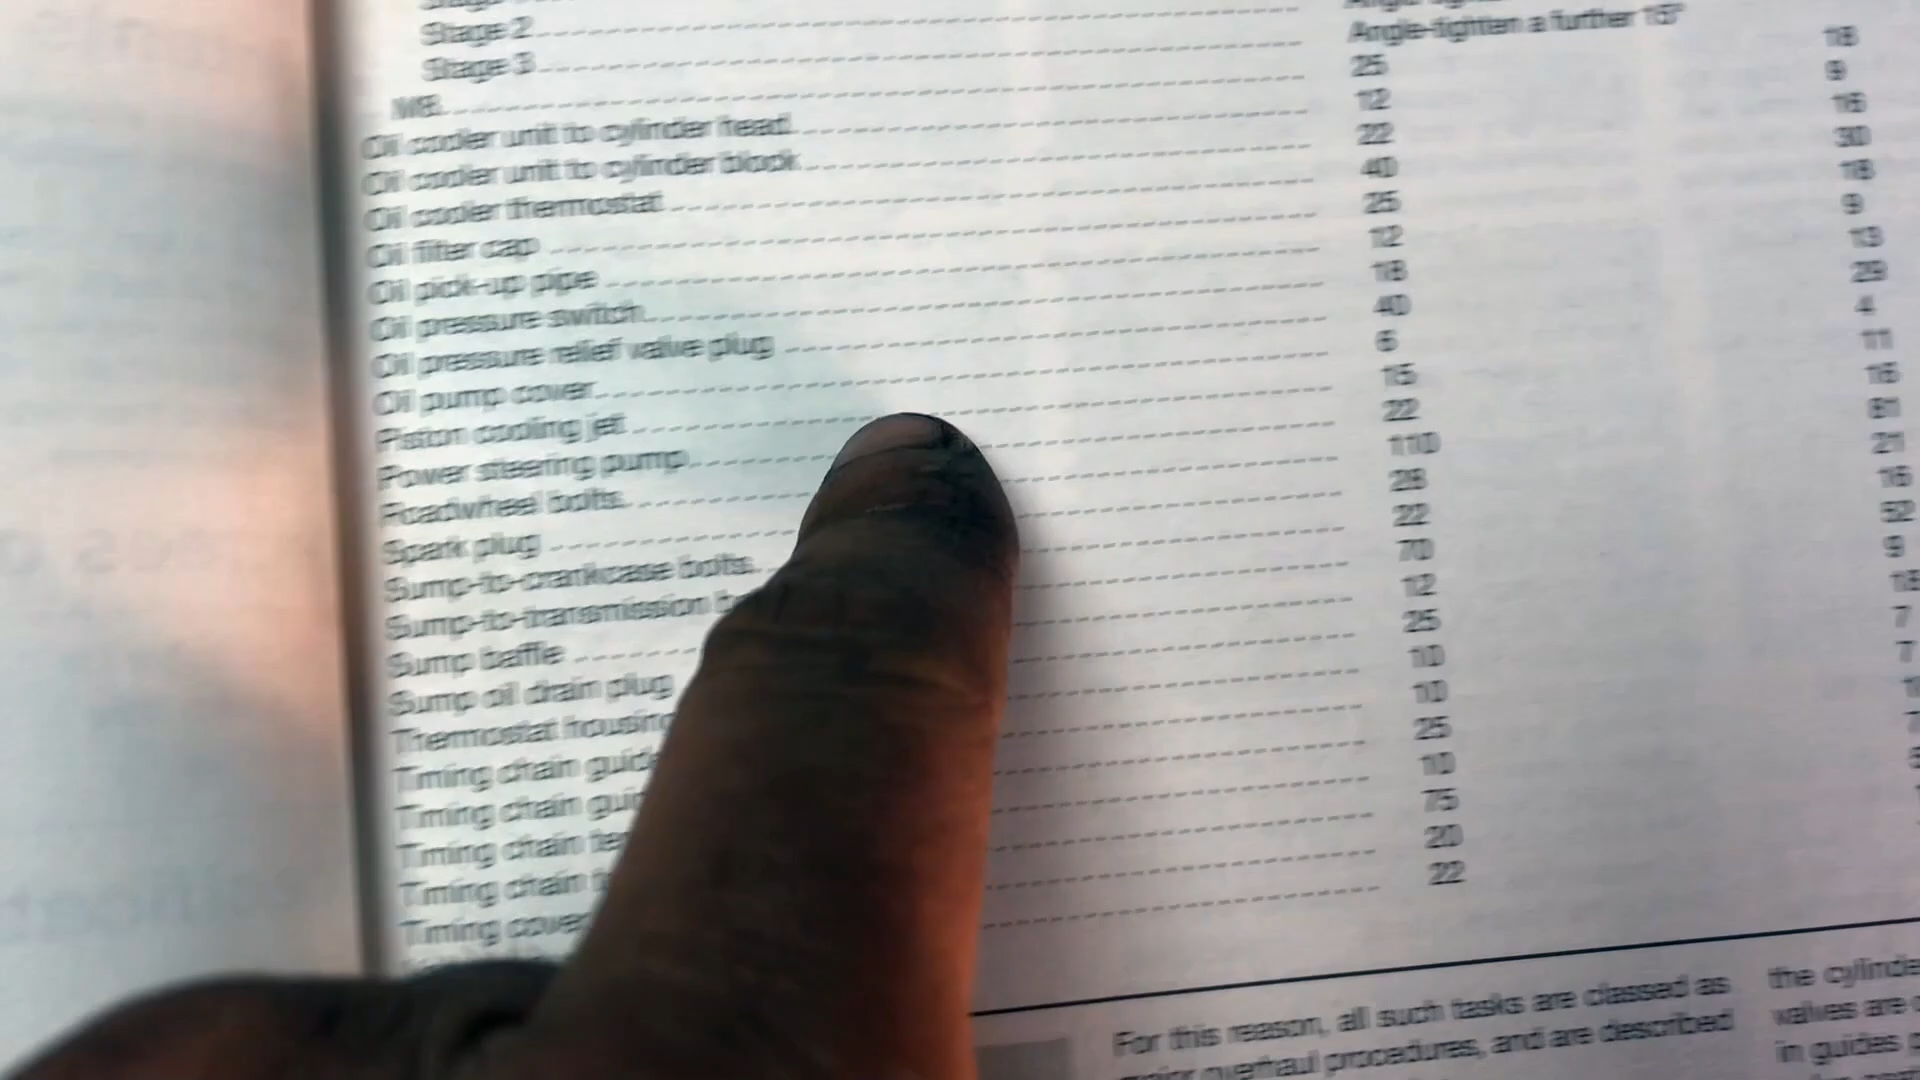 Stage 2
Stage 3 Angle-tighten a further 15°
M8 25 18
Oil cooler unit to cylinder head 12 9
Oil cooler unit to cylinder block 22 16
Oil cooler thermostat 40 30
Oil filter cap 25 18
Oil pick-up pipe 12 9
Oil pressure switch 18 13
Oil pressure relief valve plug 40 29
Oil pump cover 6 4
Piston cooling jet 15 11
Power steering pump 22 16
Roadwheel bolts 110 81
Spark plug 28 21
Sump-to-crankcase bolts 22 16
Sump-to-transmission 70 52
Sump baffle 12 9
Sump oil drain plug 25 18
Thermostat housing 10 7
Timing chain 10 7
Timing chain 25
Timing chain 10
Timing chain 75
Timing cover 20
22
For this reason, all such tasks are classed as
overhaul procedures, and are described
the
valves are
in guides